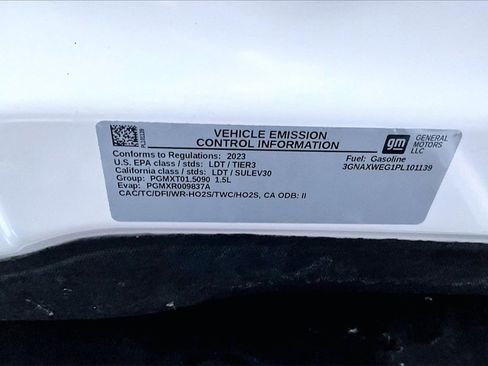 VEHICLE EMISSION
CONTROL INFORMATION
gm
GENERAL
MOTORS
LLC
PL101139
Conforms to Regulations: 2023
U.S. EPA class / stds: LDT / TIER3
California class / stds: LDT / SULEV30
Group: PGMXT01.5090 1.5L
Evap: PGMXR009837A
CAC/TC/DFI/WR-HO2S/TWC/HO2S, CA ODB: II
Fuel: Gasoline
3GNAXWEG1PL101139